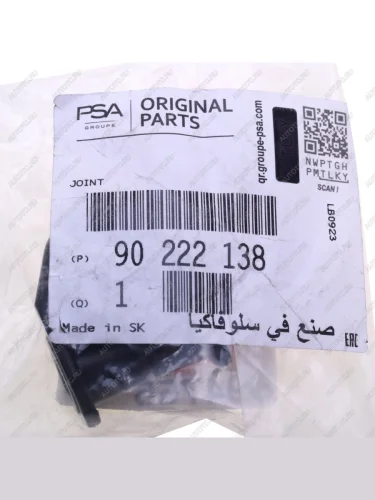 PSA
GROUPE
ORIGINAL
PARTS
qr.groupe-psa.com
NWPTGH
PMTLKY
SCAN !
LB0923
JOINT
(P) 90 222 138
(Q) 1
Made in SK
صنع في سلوفاكيا
EAC